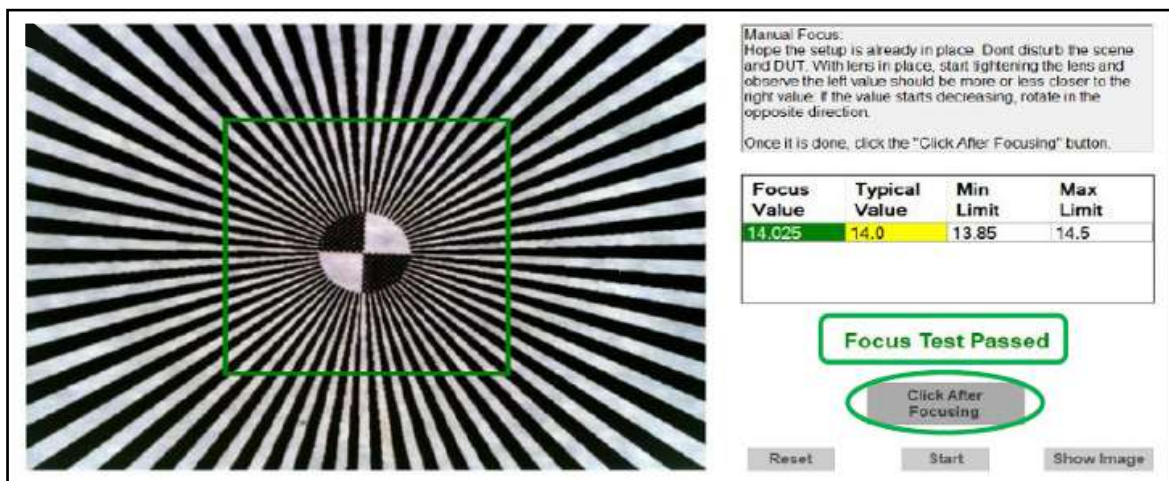 Manual Focus:
Hope the setup is already in place. Dont disturb the scene
and DUT. With lens in place, start tightening the lens and
observe the left value should be more or less closer to the
right value. If the value starts decreasing, rotate in the
opposite direction.
Once it is done, click the "Click After Focusing" button.
Focus Value Typical Value Min Limit Max Limit
14.025 14.0 13.85 14.5
Focus Test Passed
Click After
Focusing
Reset Start Show Image